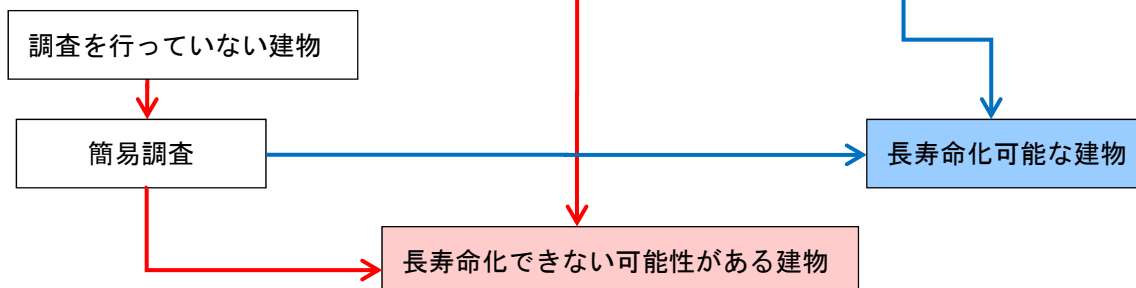 調査を行っていない建物
簡易調査
長寿命化可能な建物
長寿命化できない可能性がある建物